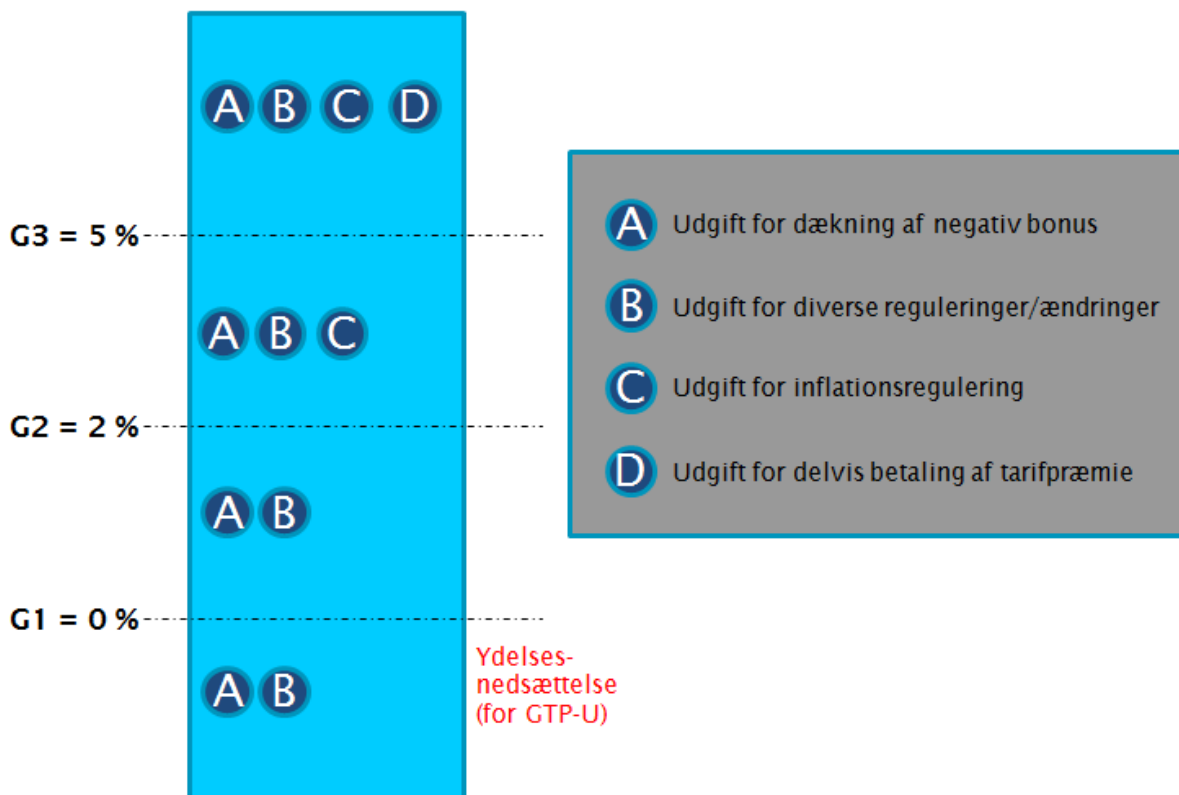 A B C D
G3 = 5 %
A B C
G2 = 2 %
A B
G1 = 0 %
A B
Ydelses-
nedsættelse
(for GTP-U)
A Udgift for dækning af negativ bonus
B Udgift for diverse reguleringer/ændringer
C Udgift for inflationsregulering
D Udgift for delvis betaling af tarifpræmie